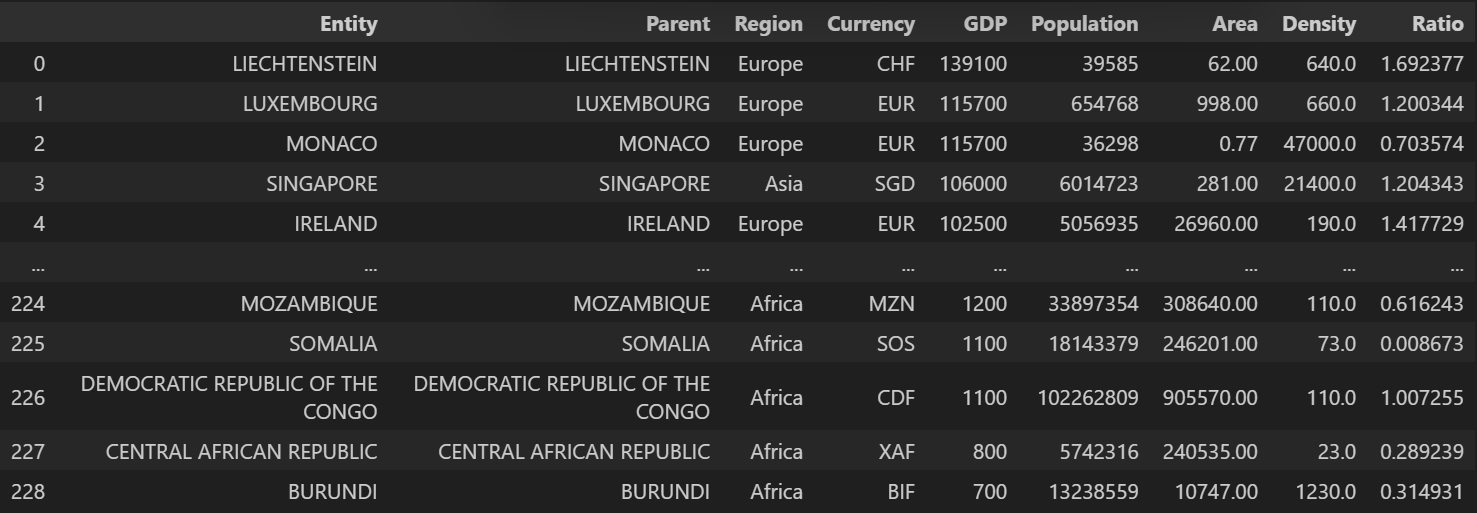 Entity Parent Region Currency GDP Population Area Density Ratio
0 LIECHTENSTEIN LIECHTENSTEIN Europe CHF 139100 39585 62.00 640.0 1.692377
1 LUXEMBOURG LUXEMBOURG Europe EUR 115700 654768 998.00 660.0 1.200344
2 MONACO MONACO Europe EUR 115700 36298 0.77 47000.0 0.703574
3 SINGAPORE SINGAPORE Asia SGD 106000 6014723 281.00 21400.0 1.204343
4 IRELAND IRELAND Europe EUR 102500 5056935 26960.00 190.0 1.417729
... ... ... ... ... ... ... ... ... ...
224 MOZAMBIQUE MOZAMBIQUE Africa MZN 1200 33897354 308640.00 110.0 0.616243
225 SOMALIA SOMALIA Africa SOS 1100 18143379 246201.00 73.0 0.008673
DEMOCRATIC REPUBLIC OF THE DEMOCRATIC REPUBLIC OF THE
226 CONGO CONGO Africa CDF 1100 102262809 905570.00 110.0 1.007255
227 CENTRAL AFRICAN REPUBLIC CENTRAL AFRICAN REPUBLIC Africa XAF 800 5742316 240535.00 23.0 0.289239
228 BURUNDI BURUNDI Africa BIF 700 13238559 10747.00 1230.0 0.314931